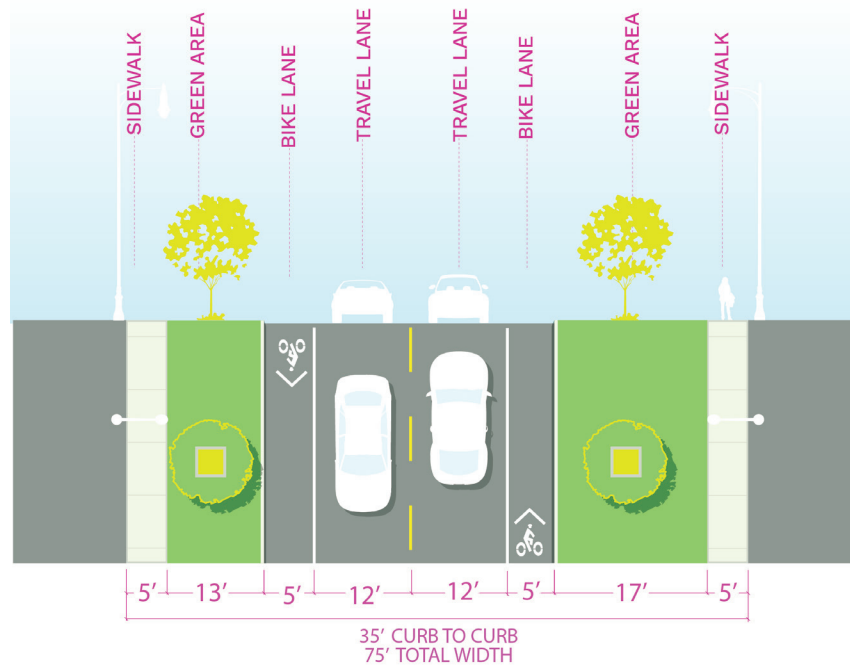 SIDEWALK
GREEN AREA
BIKE LANE
TRAVEL LANE
TRAVEL LANE
BIKE LANE
GREEN AREA
SIDEWALK
5’
13’
5’
12’
12’
5’
17’
5’
35’ CURB TO CURB
75’ TOTAL WIDTH